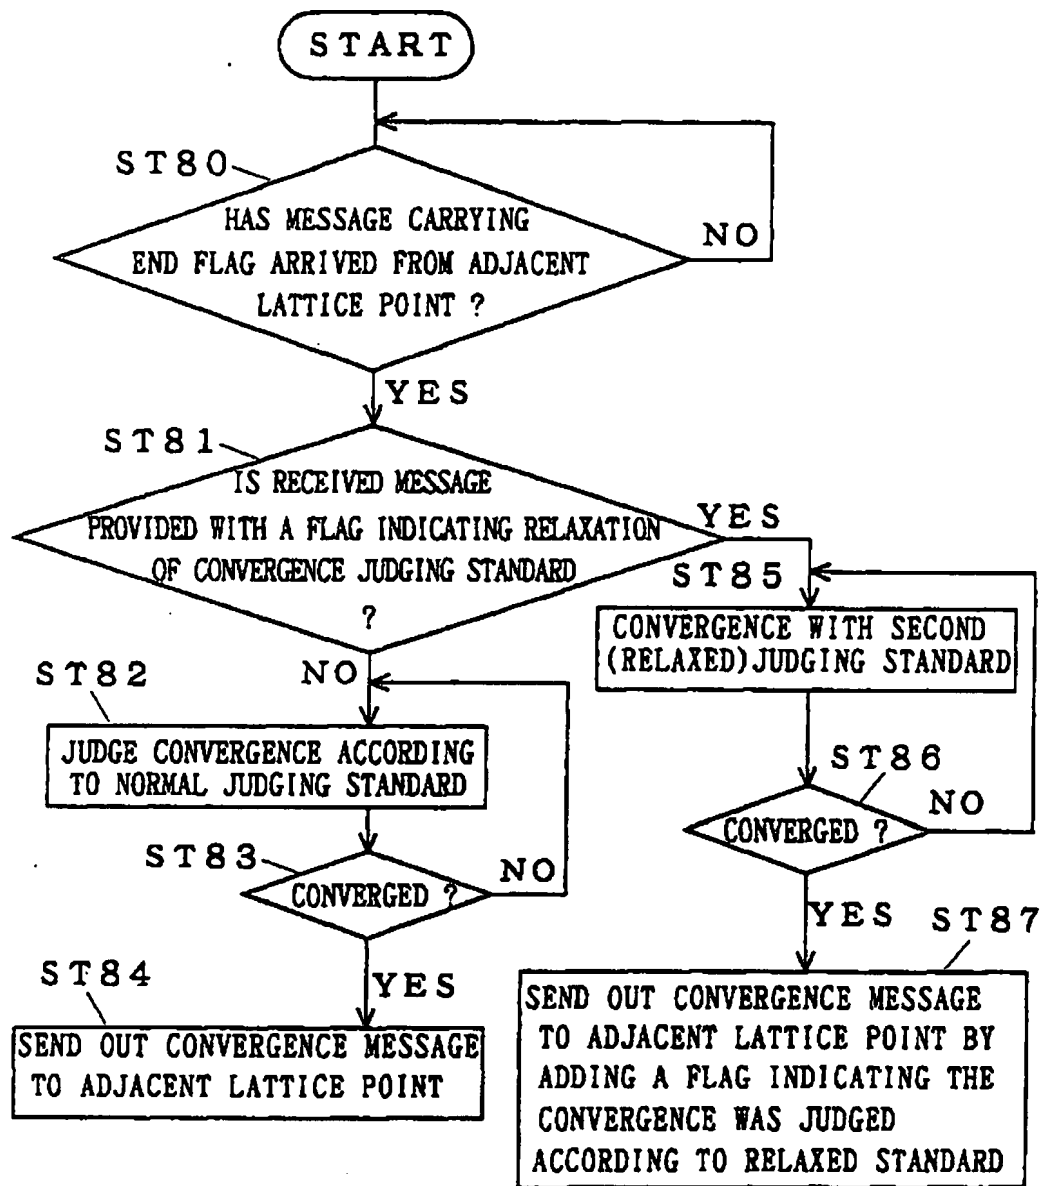 START
ST80
HAS MESSAGE CARRYING
END FLAG ARRIVED FROM ADJACENT
LATTICE POINT ?
NO
YES
ST81
IS RECEIVED MESSAGE
PROVIDED WITH A FLAG INDICATING RELAXATION
OF CONVERGENCE JUDGING STANDARD
?
YES
NO
ST82
JUDGE CONVERGENCE ACCORDING
TO NORMAL JUDGING STANDARD
ST83
CONVERGED ?
NO
YES
ST84
SEND OUT CONVERGENCE MESSAGE
TO ADJACENT LATTICE POINT
ST85
CONVERGENCE WITH SECOND
(RELAXED)JUDGING STANDARD
ST86
CONVERGED ?
NO
YES
ST87
SEND OUT CONVERGENCE MESSAGE
TO ADJACENT LATTICE POINT BY
ADDING A FLAG INDICATING THE
CONVERGENCE WAS JUDGED
ACCORDING TO RELAXED STANDARD